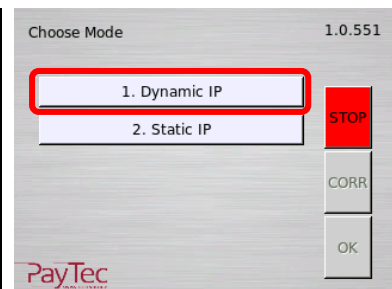 Choose Mode 1.0.551
1. Dynamic IP
STOP
2. Static IP
CORR
OK
PayTec